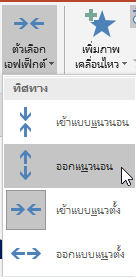 ตัวเลือก
เอฟเฟ็กต์
เพิ่มภาพ
เคลื่อนไหว
ทิศทาง
เข้าแบบแนวนอน
ออกแนวนอน
เข้าแบบแนวตั้ง
ออกแบบแนวตั้ง